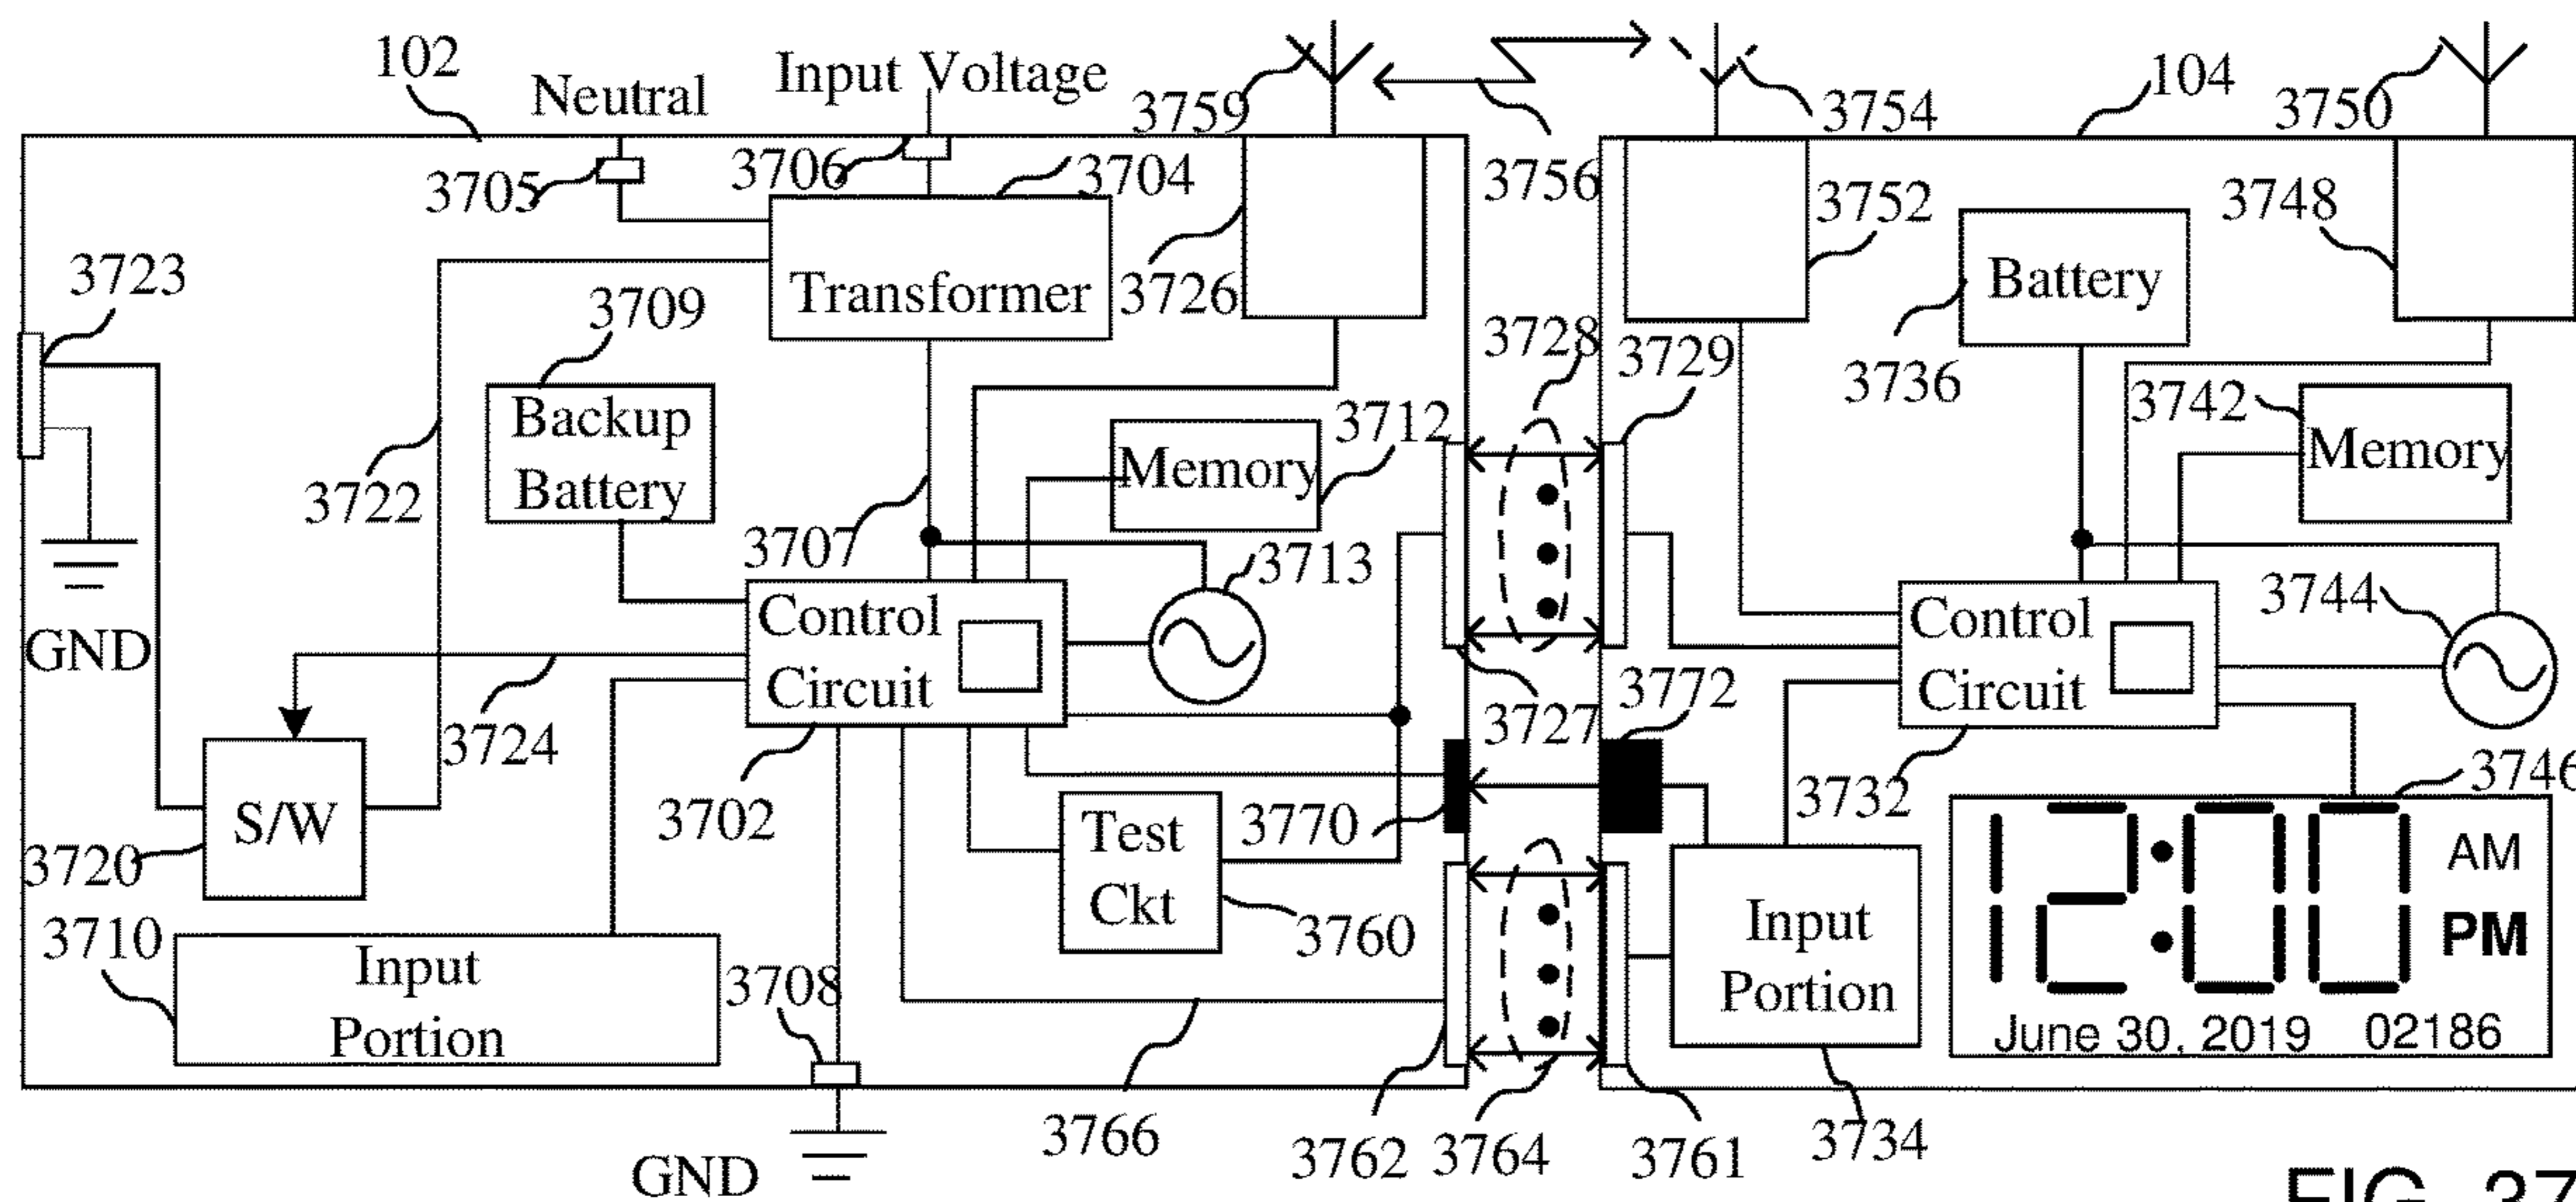 102
Neutral
Input Voltage
3759
3754
104
3750
3705
3706
3704
3756
3752
3748
3723
3709
Transformer
3726
3728
3729
Battery
3736
3742
Backup
Battery
3712
Memory
Memory
3722
3707
3713
3744
GND
Control
Circuit
Control
Circuit
3724
3727
3772
3702
3732
3746
S/W
3720
Test
Ckt
3770
3760
12:00
AM
PM
June 30, 2019 02186
3710
Input
Portion
3708
Input
Portion
3766
3762
3764
3761
3734
GND
FIG. 37